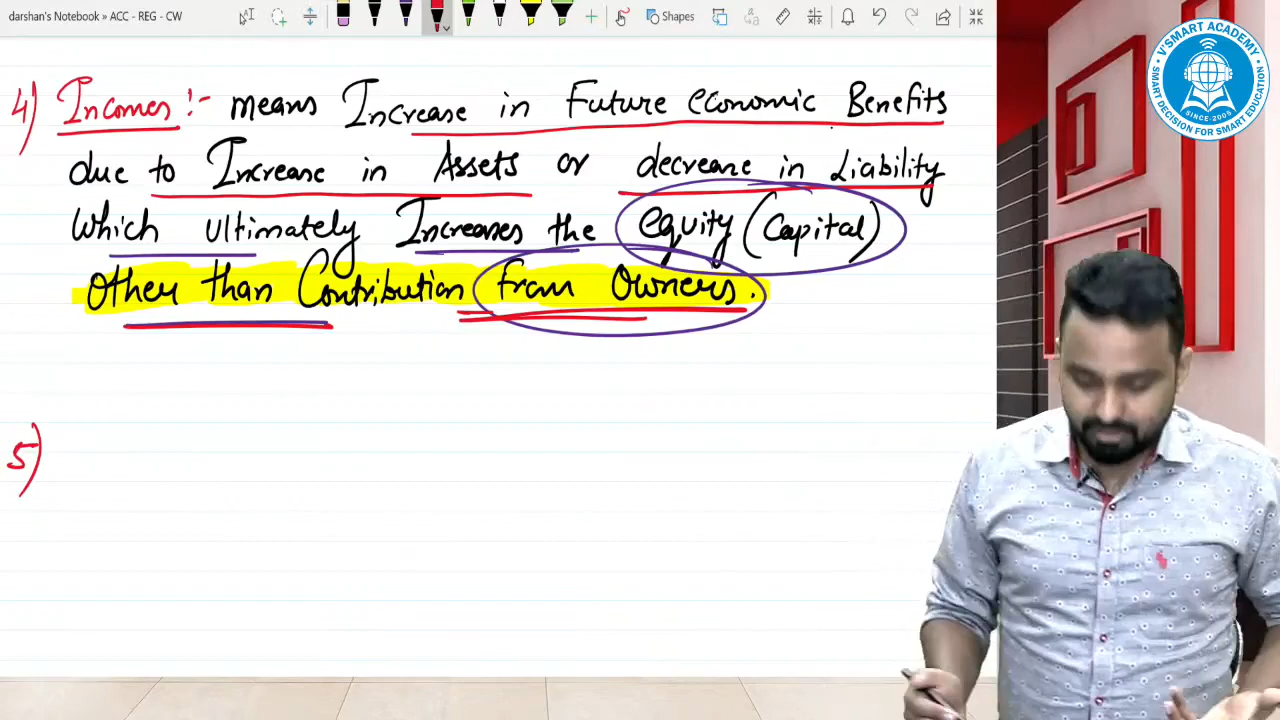 darshan's Notebook » ACC - REG - CW
Shapes
V'SMART ACADEMY
SMART DECISION FOR SMART EDUCATION
SINCE-2009
4) Incomes :- means Increase in Future economic Benefits
due to Increase in Assets or decrease in Liability
Which ultimately Increases the equity (Capital)
Other than Contribution from Owners.
5)